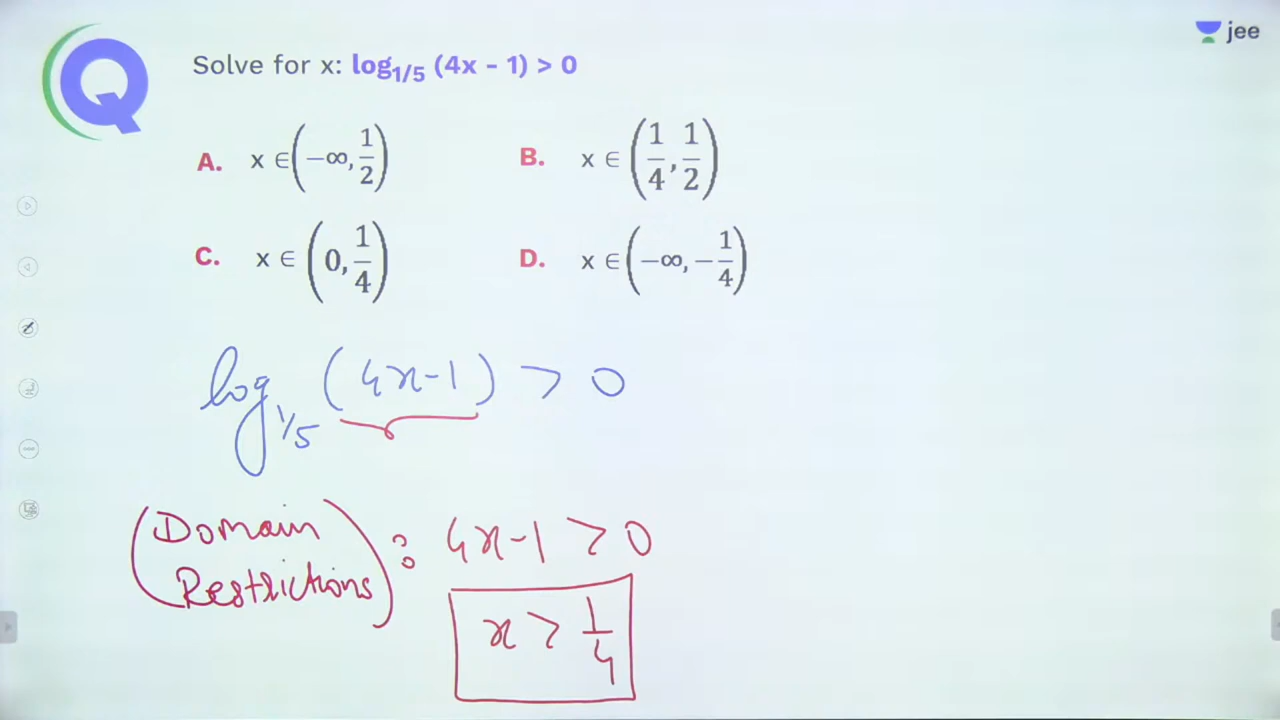 jee
Solve for x: log₁/₅ (4x - 1) > 0
A. x ∈(−∞, 1/2)
B. x ∈ (1/4, 1/2)
C. x ∈ (0, 1/4)
D. x ∈(−∞, −1/4)
log₁/₅ (4x-1) > 0
(Domain Restrictions) : 4x-1 > 0
x > 1/4